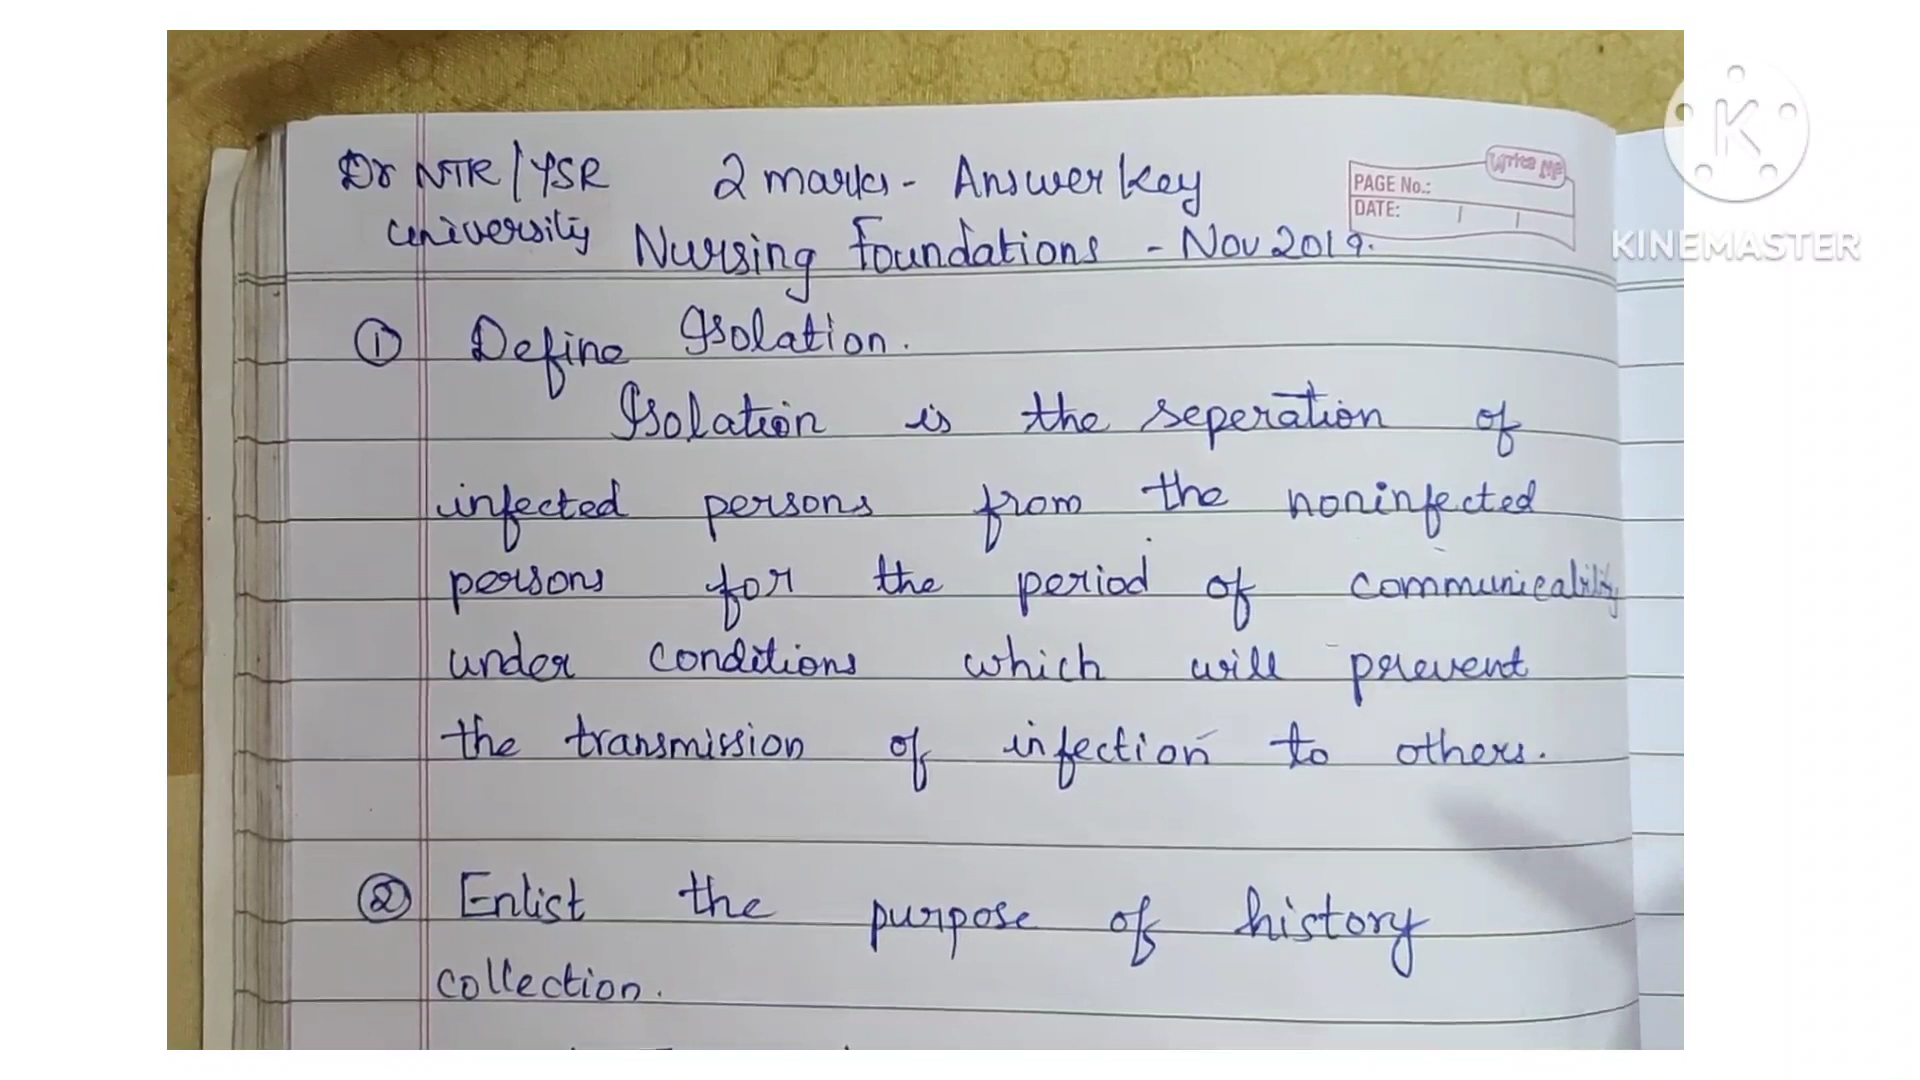 Dr NTR/YSR 2 marks - Answer Key
University Nursing Foundations - Nov 2019.
PAGE No.:
DATE:
K
KINEMASTER
① Define Isolation.
Isolation is the seperation of
infected persons from the noninfected
persons for the period of communicability
under conditions which will prevent
the transmission of infection to others.
② Enlist the purpose of history
collection.